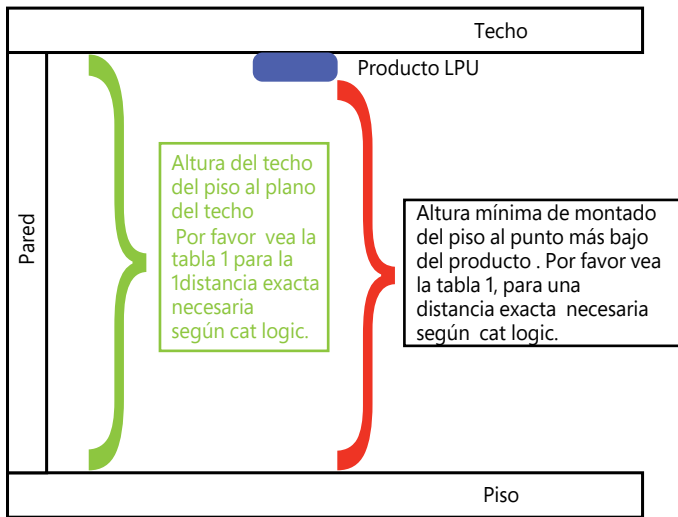 Techo
Producto LPU
Pared
Altura del techo
del piso al plano
del techo
Por favor vea la
tabla 1 para la
1distancia exacta
necesaria
según cat logic.
Altura mínima de montado
del piso al punto más bajo
del producto . Por favor vea
la tabla 1, para una
distancia exacta necesaria
según cat logic.
Piso